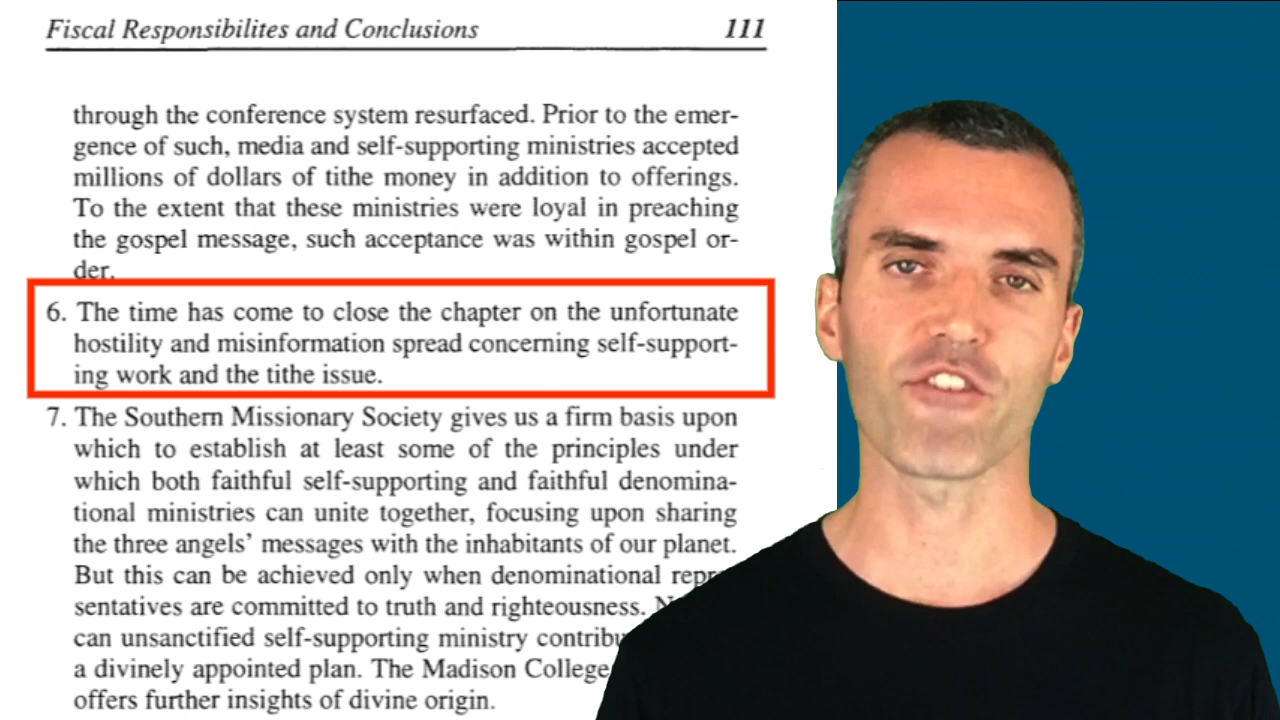 Fiscal Responsibilites and Conclusions 111
through the conference system resurfaced. Prior to the emer-
gence of such, media and self-supporting ministries accepted
millions of dollars of tithe money in addition to offerings.
To the extent that these ministries were loyal in preaching
the gospel message, such acceptance was within gospel or-
der.
6. The time has come to close the chapter on the unfortunate
hostility and misinformation spread concerning self-support-
ing work and the tithe issue.
7. The Southern Missionary Society gives us a firm basis upon
which to establish at least some of the principles under
which both faithful self-supporting and faithful denomina-
tional ministries can unite together, focusing upon sharing
the three angels' messages with the inhabitants of our planet.
But this can be achieved only when denominational
sentatives are committed to truth and righteousness.
can unsanctified self-supporting ministry
a divinely appointed plan. The Madison College
offers further insights of divine origin.